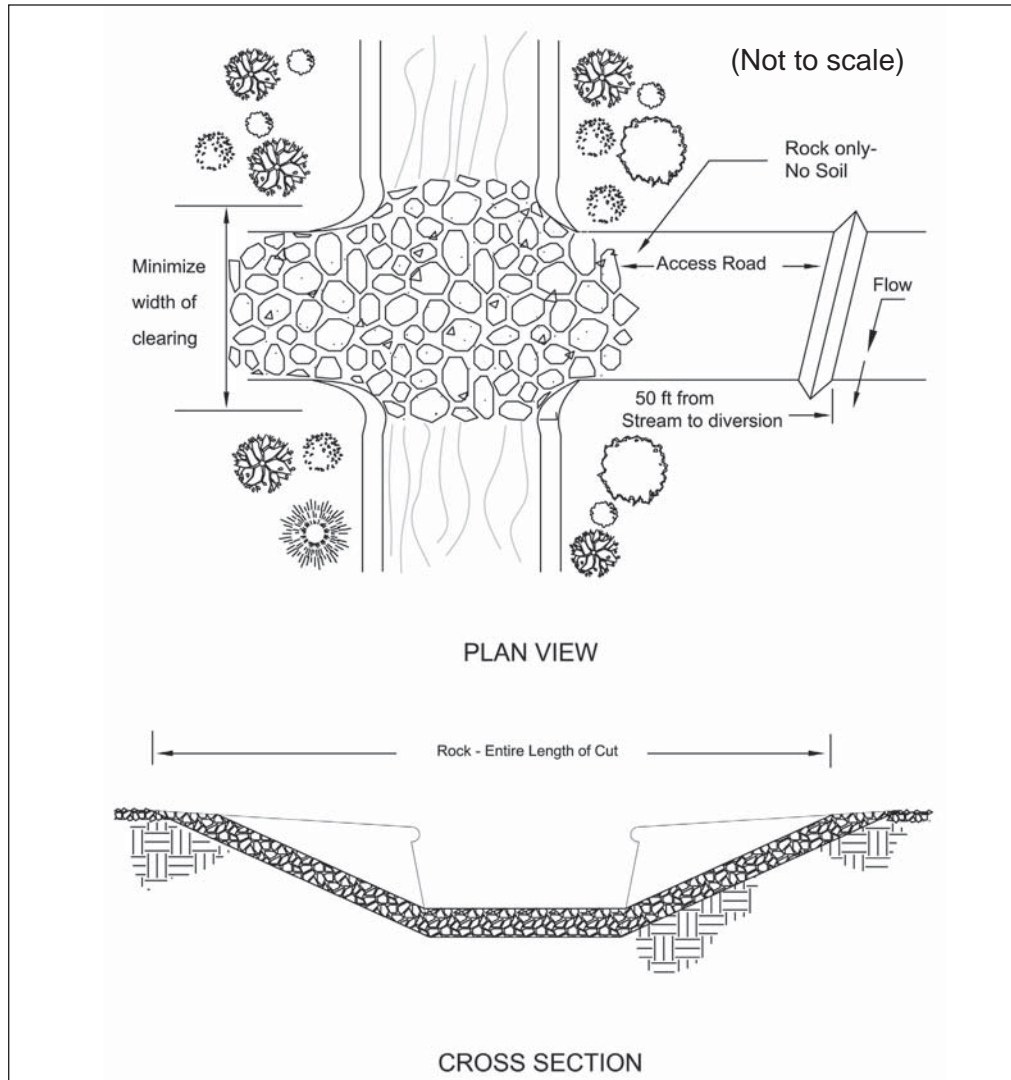 (Not to scale)
Rock only-
No Soil
Minimize
width of
clearing
Access Road
Flow
50 ft from
Stream to diversion
PLAN VIEW
Rock - Entire Length of Cut
CROSS SECTION